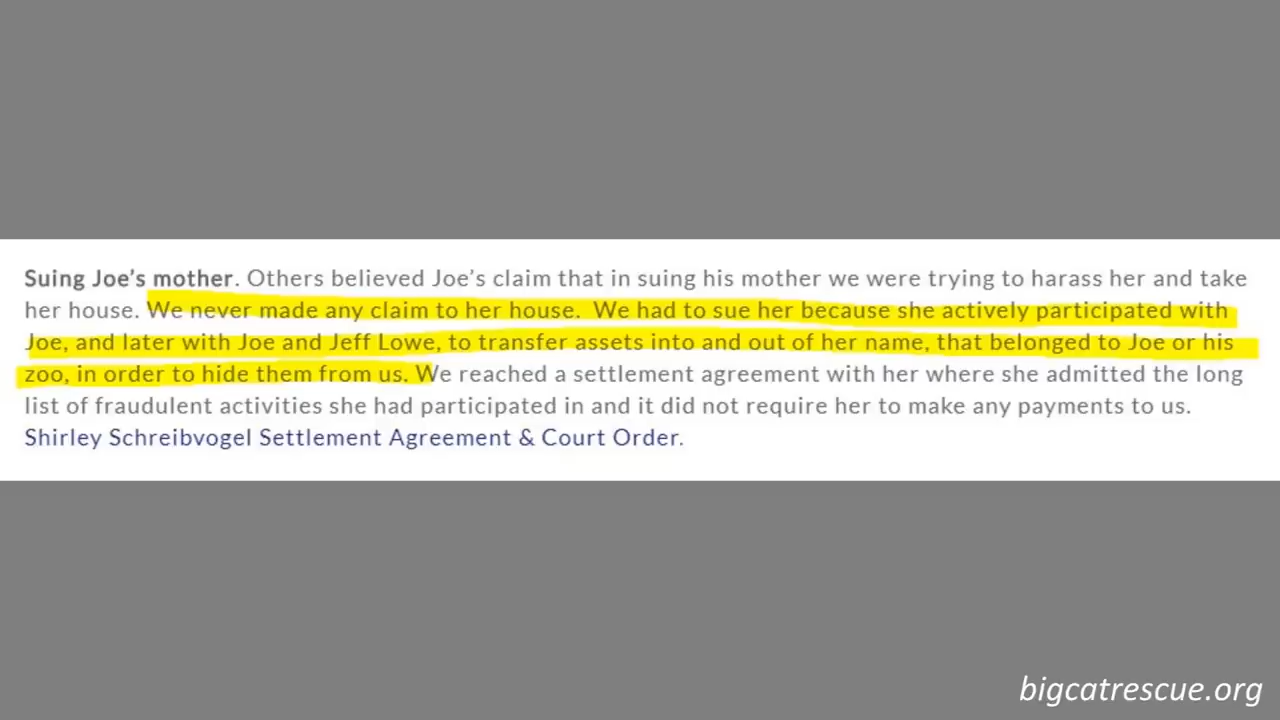 Suing Joe’s mother. Others believed Joe’s claim that in suing his mother we were trying to harass her and take
her house. We never made any claim to her house.  We had to sue her because she actively participated with
Joe, and later with Joe and Jeff Lowe, to transfer assets into and out of her name, that belonged to Joe or his
zoo, in order to hide them from us. We reached a settlement agreement with her where she admitted the long
list of fraudulent activities she had participated in and it did not require her to make any payments to us.
Shirley Schreibvogel Settlement Agreement & Court Order.
bigcatrescue.org